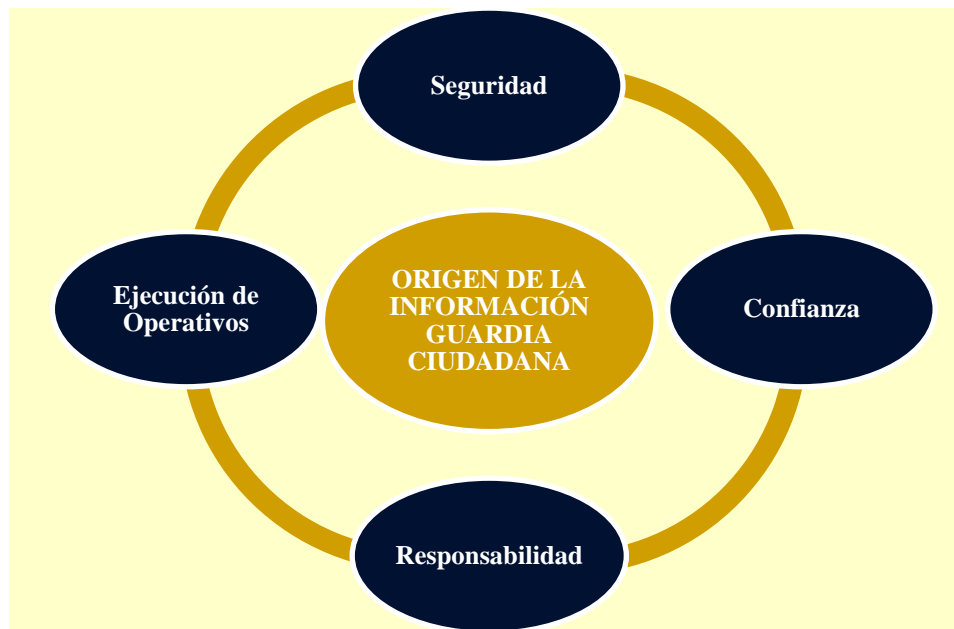 Seguridad
Ejecución de
Operativos
ORIGEN DE LA
INFORMACIÓN
GUARDIA
CIUDADANA
Confianza
Responsabilidad